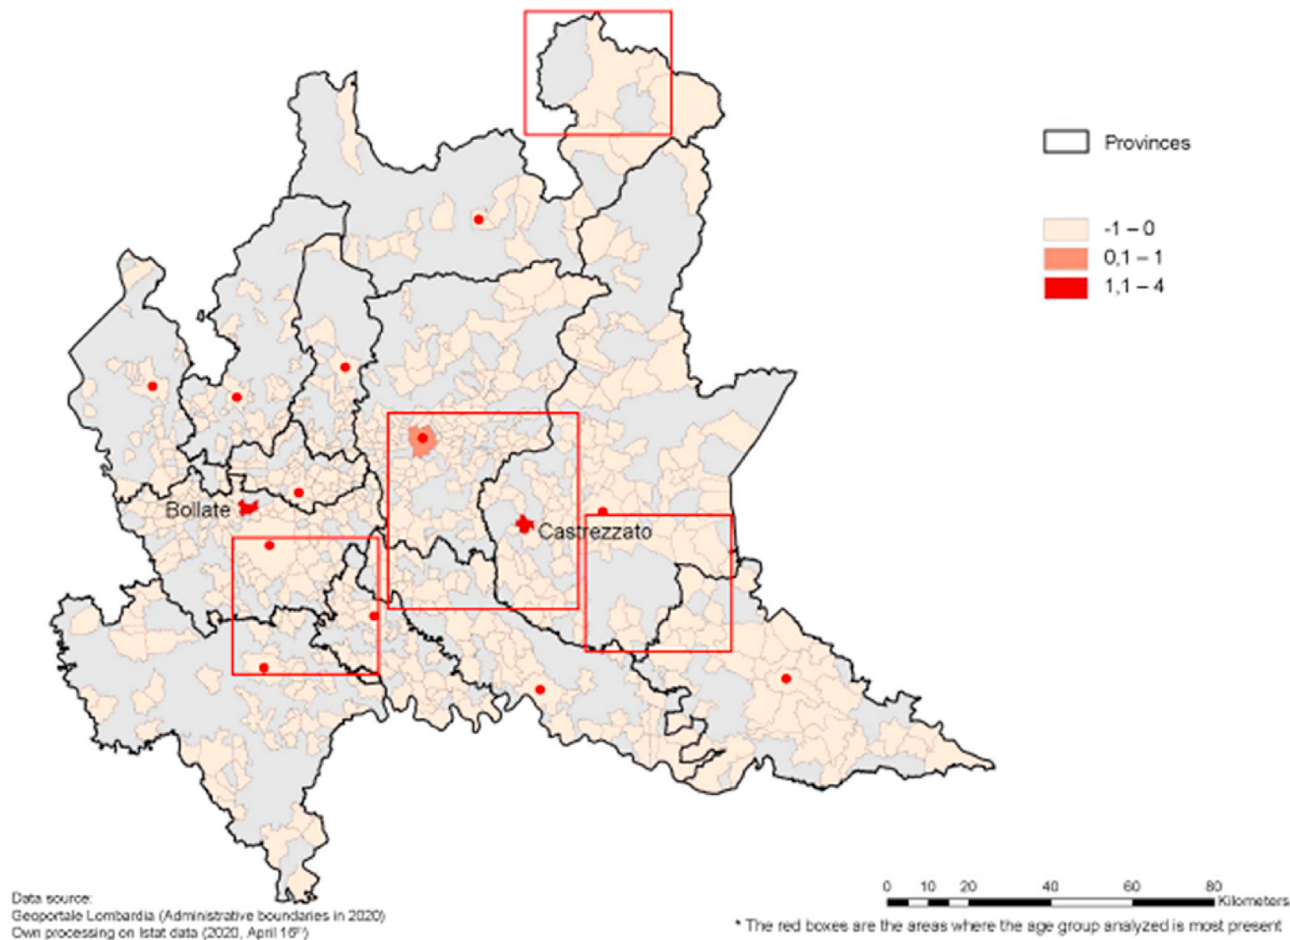 Provinces
-1 – 0
0,1 – 1
1,1 – 4
Bollate
Castrezzato
Data source:
Geoportale Lombardia (Administrative boundaries in 2020)
Own processing on Istat data (2020, April 16th)
0 10 20 40 60 80
Kilometers
* The red boxes are the areas where the age group analyzed is most present